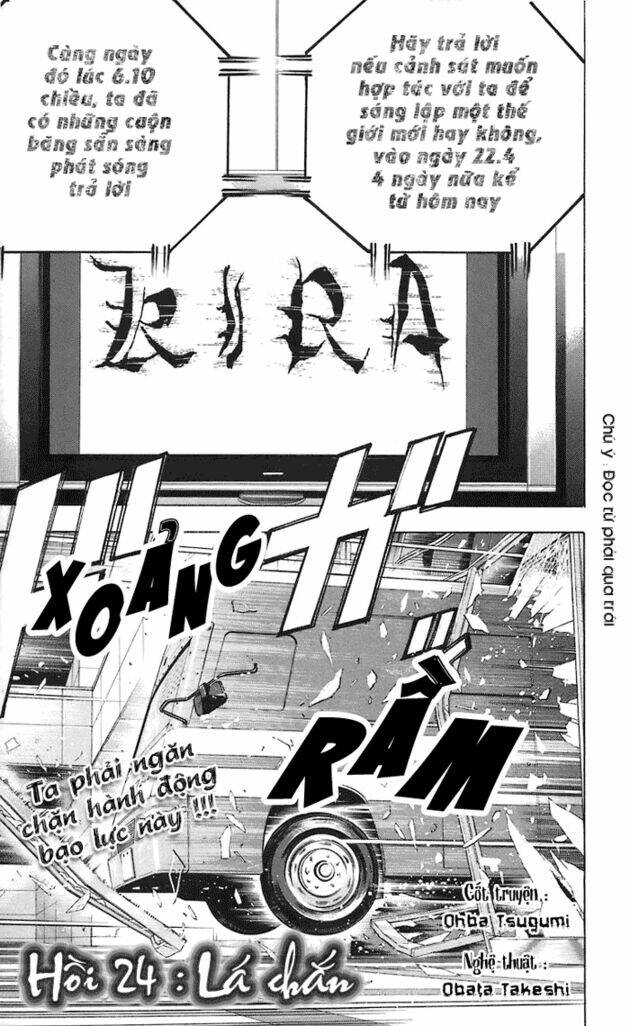 Hãy trả lời
nếu cảnh sát muốn
hợp tác với ta để
sáng lập một thế
giới mới hay không,
vào ngày 22.4
4 ngày nữa kể
từ hôm nay
Càng ngày
đó lúc 6.10
chiều, ta đã
có những cuộn
băng sẵn sàng
phát sóng
trả lời
KIRA
Chú ý : Đọc từ phải qua trái
ガ
XOẢNG
RẦM
Ta phải ngăn
chặn hành động
bạo lực này !!!
Cốt truyện :
Ohba Tsugumi
Nghệ thuật :
Obata Takeshi
Hồi 24 : Lá chắn